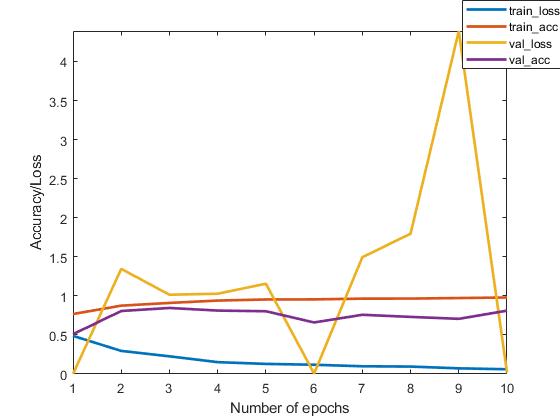 train_loss
train_acc
val_loss
val_acc
4
3.5
3
2.5
2
1.5
1
0.5
0
1 2 3 4 5 6 7 8 9 10
Accuracy/Loss
Number of epochs